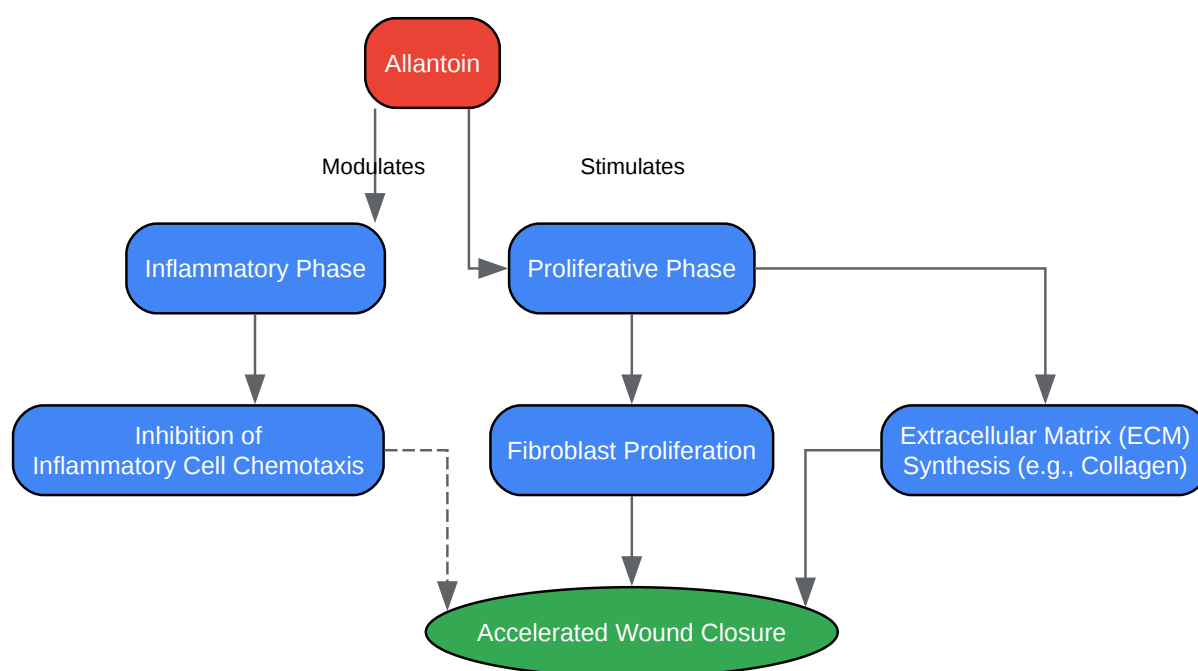 Allantoin
Modulates
Stimulates
Inflammatory Phase
Proliferative Phase
Inhibition of
Inflammatory Cell Chemotaxis
Fibroblast Proliferation
Extracellular Matrix (ECM)
Synthesis (e.g., Collagen)
Accelerated Wound Closure